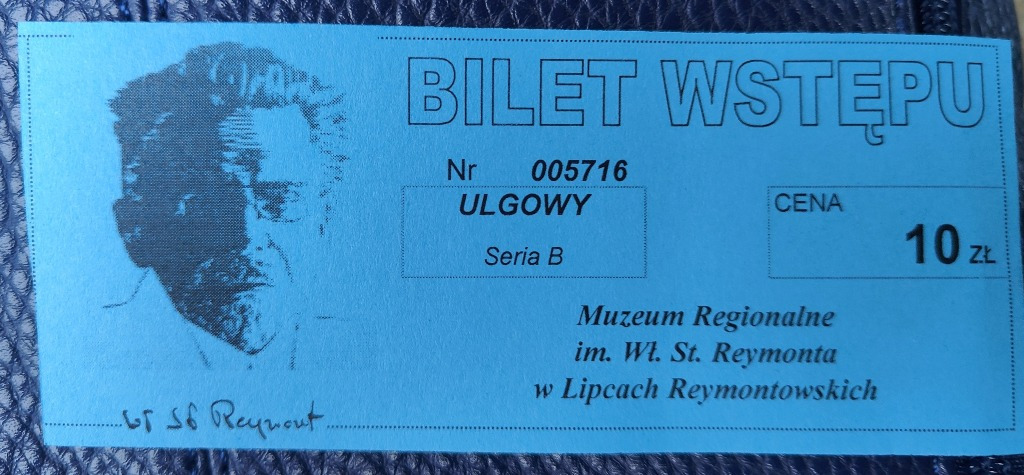 BILET WSTĘPU
Nr 005716
ULGOWY
Seria B
CENA
10 ZŁ
Muzeum Regionalne
im. Wł. St. Reymonta
w Lipcach Reymontowskich
Wł St Reymont